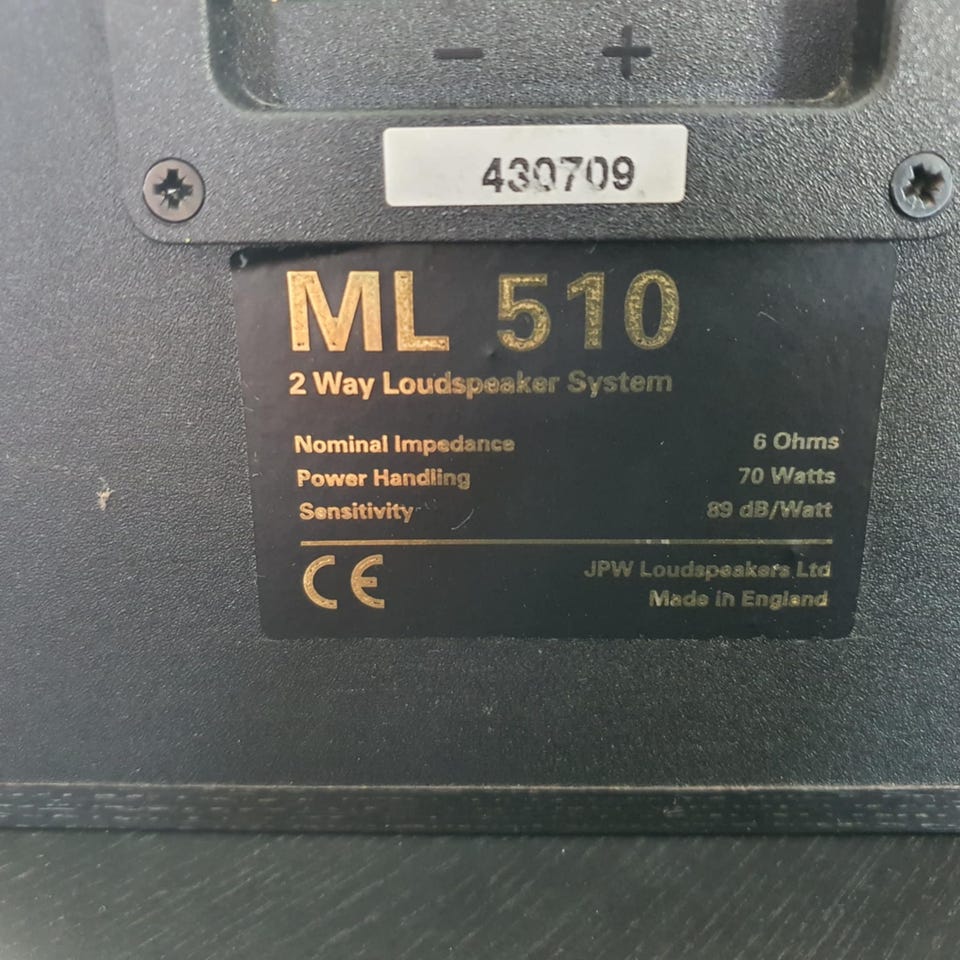 - +
430709
ML 510
2 Way Loudspeaker System
Nominal Impedance 6 Ohms
Power Handling 70 Watts
Sensitivity 89 dB/Watt
CE JPW Loudspeakers Ltd
Made in England